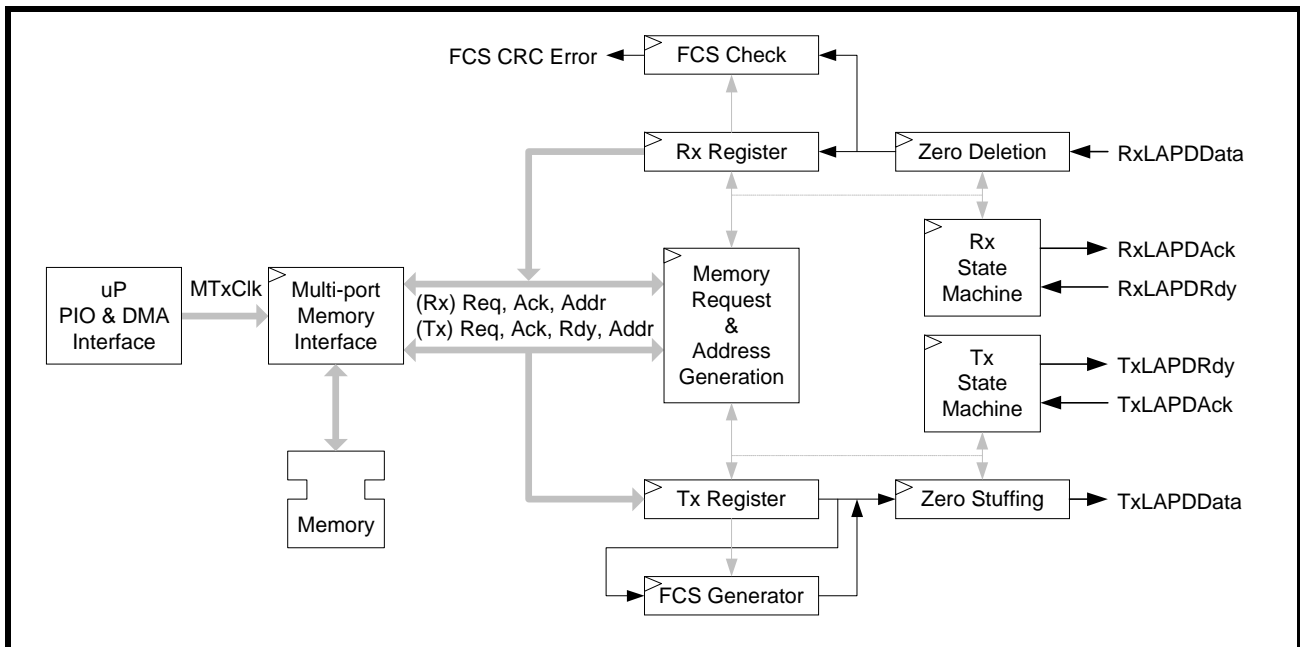 FCS CRC Error
FCS Check
Rx Register
Zero Deletion
RxLAPDData
Rx
State
Machine
RxLAPDAck
RxLAPDRdy
uP
PIO & DMA
Interface
MTxClk
Multi-port
Memory
Interface
(Rx) Req, Ack, Addr
(Tx) Req, Ack, Rdy, Addr
Memory
Request
&
Address
Generation
Tx
State
Machine
TxLAPDRdy
TxLAPDAck
Memory
Tx Register
Zero Stuffing
TxLAPDData
FCS Generator